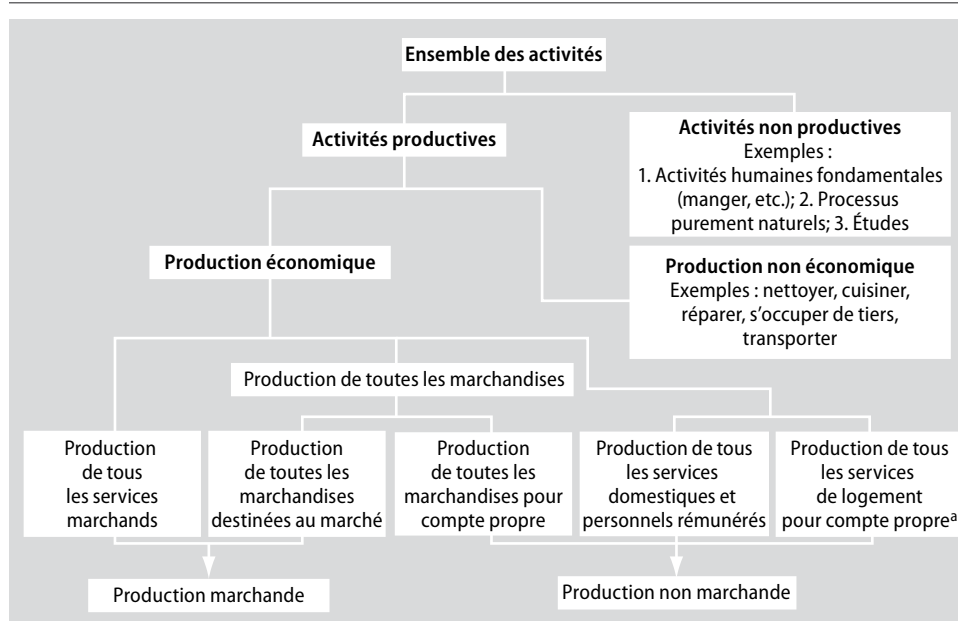 Ensemble des activités
Activités productives
Activités non productives
Exemples :
1. Activités humaines fondamentales
(manger, etc.); 2. Processus
purement naturels; 3. Études
Production économique
Production non économique
Exemples : nettoyer, cuisiner,
réparer, s’occuper de tiers,
transporter
Production de toutes les marchandises
Production
de tous
les services
marchands
Production
de toutes les
marchandises
destinées au marché
Production
de toutes les
marchandises pour
compte propre
Production de tous
les services
domestiques et
personnels rémunérés
Production de tous
les services
de logement
pour compte propreᵃ
Production marchande
Production non marchande